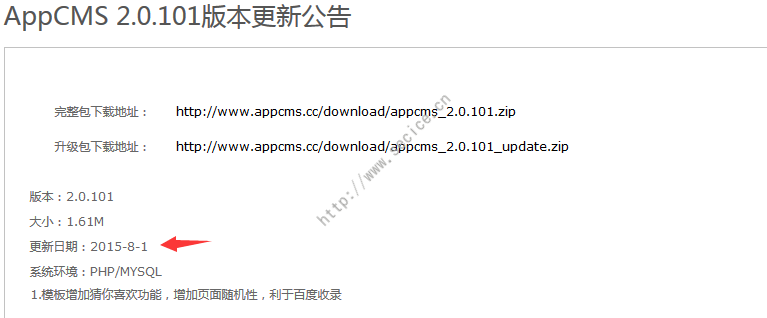 AppCMS 2.0.101版本更新公告
完整包下载地址： http://www.appcms.cc/download/appcms_2.0.101.zip
升级包下载地址： http://www.appcms.cc/download/appcms_2.0.101_update.zip
http://www.secice.cn
版本：2.0.101
大小：1.61M
更新日期：2015-8-1
系统环境：PHP/MYSQL
1.模板增加猜你喜欢功能，增加页面随机性，利于百度收录